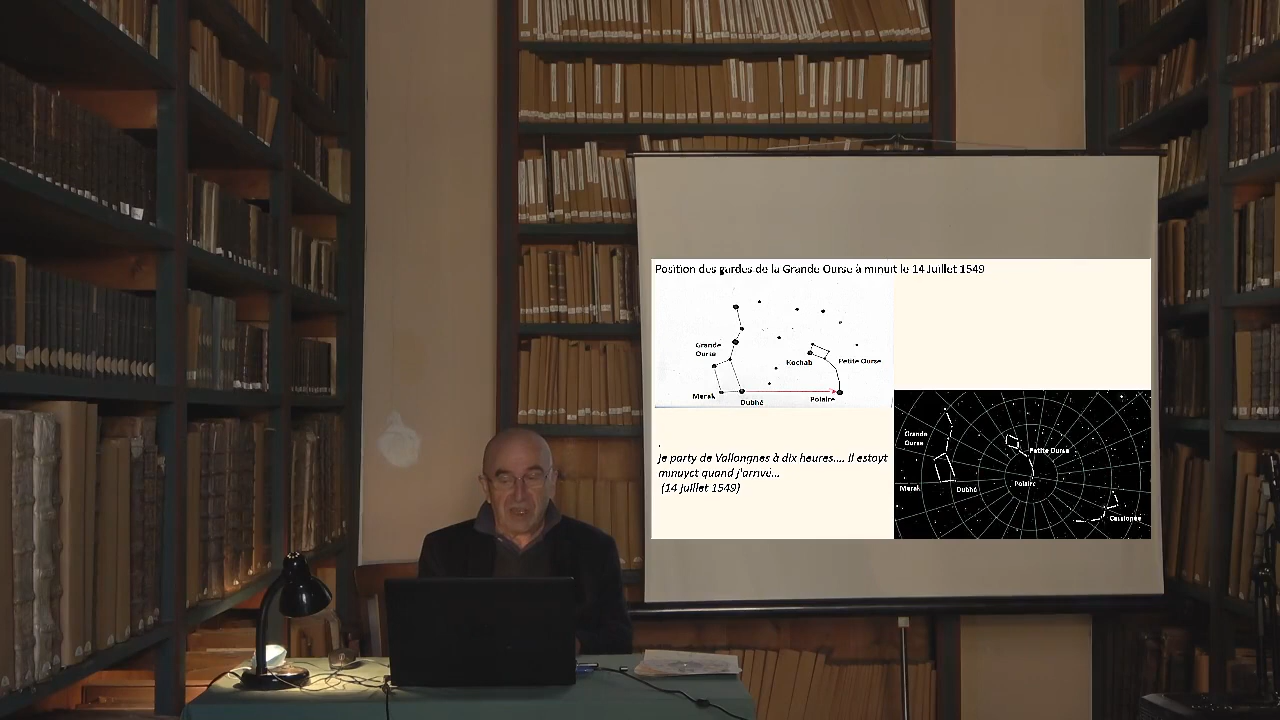 Position des gardes de la Grande Ourse à minuit le 14 Juillet 1549
Grande
Ourse
Kochab
Petite Ourse
Merak
Dubhé
Polaire
je party de Vallongnes à dix heures.... Il estoyt
minuyct quand j'arrivé...
(14 Juillet 1549)
Grande
Ourse
Petite Ourse
Merak
Dubhé
Polaire
Cassiopée